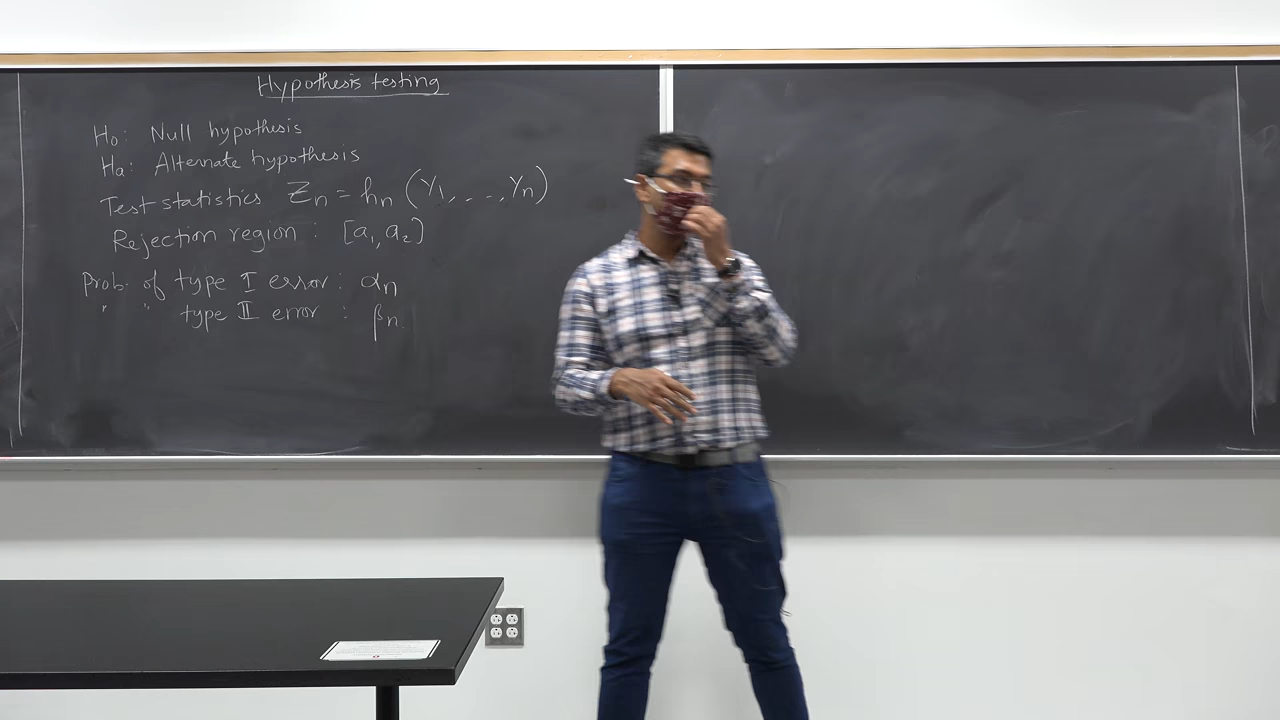 Hypothesis testing
H₀: Null hypothesis
Hₐ: Alternate hypothesis
Test statistics Zₙ = hₙ (Y₁, . . . , Yₙ)
Rejection region : [a₁, a₂]
Prob. of type I error: αₙ
" " type II error : βₙ.